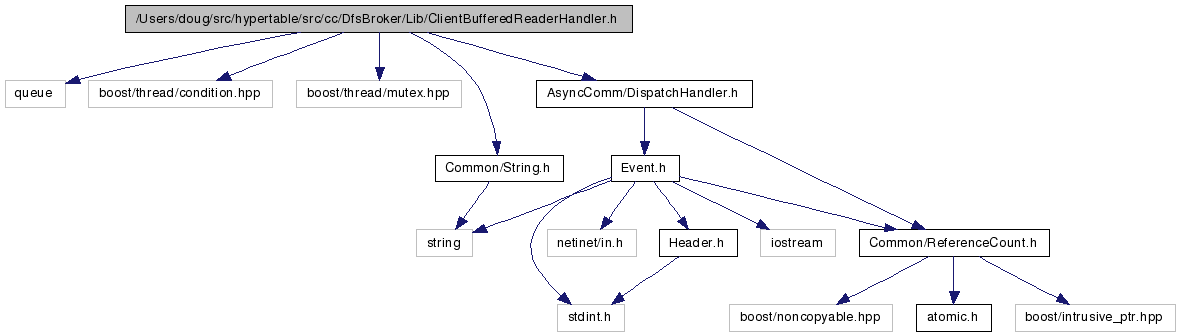 /Users/doug/src/hypertable/src/cc/DfsBroker/Lib/ClientBufferedReaderHandler.h
queue
boost/thread/condition.hpp
boost/thread/mutex.hpp
AsyncComm/DispatchHandler.h
Common/String.h
Event.h
string
netinet/in.h
Header.h
iostream
Common/ReferenceCount.h
stdint.h
boost/noncopyable.hpp
atomic.h
boost/intrusive_ptr.hpp